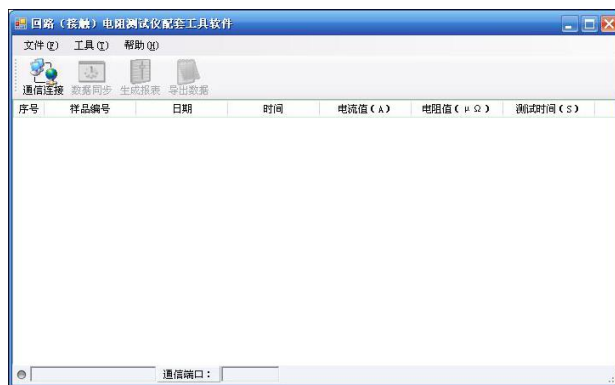 回路（接触）电阻测试仪配套工具软件
文件(F) 工具(T) 帮助(H)
通信连接 数据同步 生成报表 导出数据
序号 样品编号 日期 时间 电流值(A) 电阻值(μΩ) 测试时间(S)
通信端口：